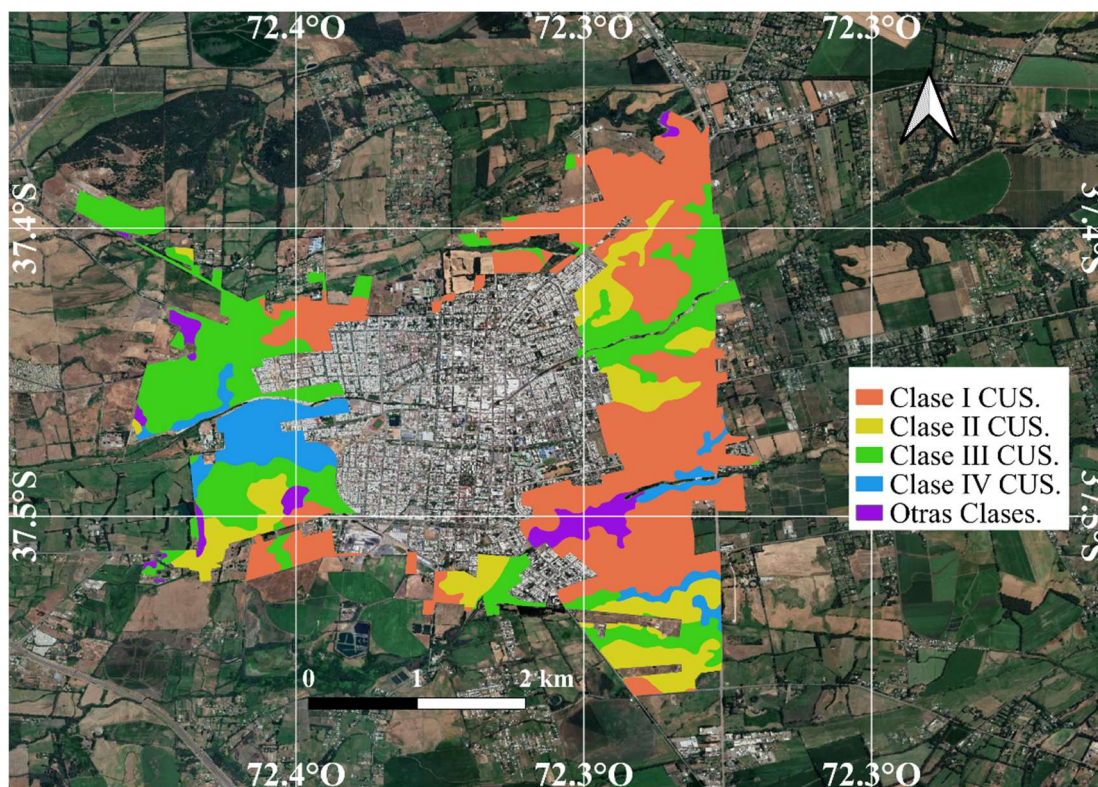 72.4°O 72.3°O 72.3°O
37.4°S 37.4°S
Clase I CUS.
Clase II CUS.
Clase III CUS.
Clase IV CUS.
Otras Clases.
37.5°S 37.5°S
0 1 2 km
72.4°O 72.3°O 72.3°O